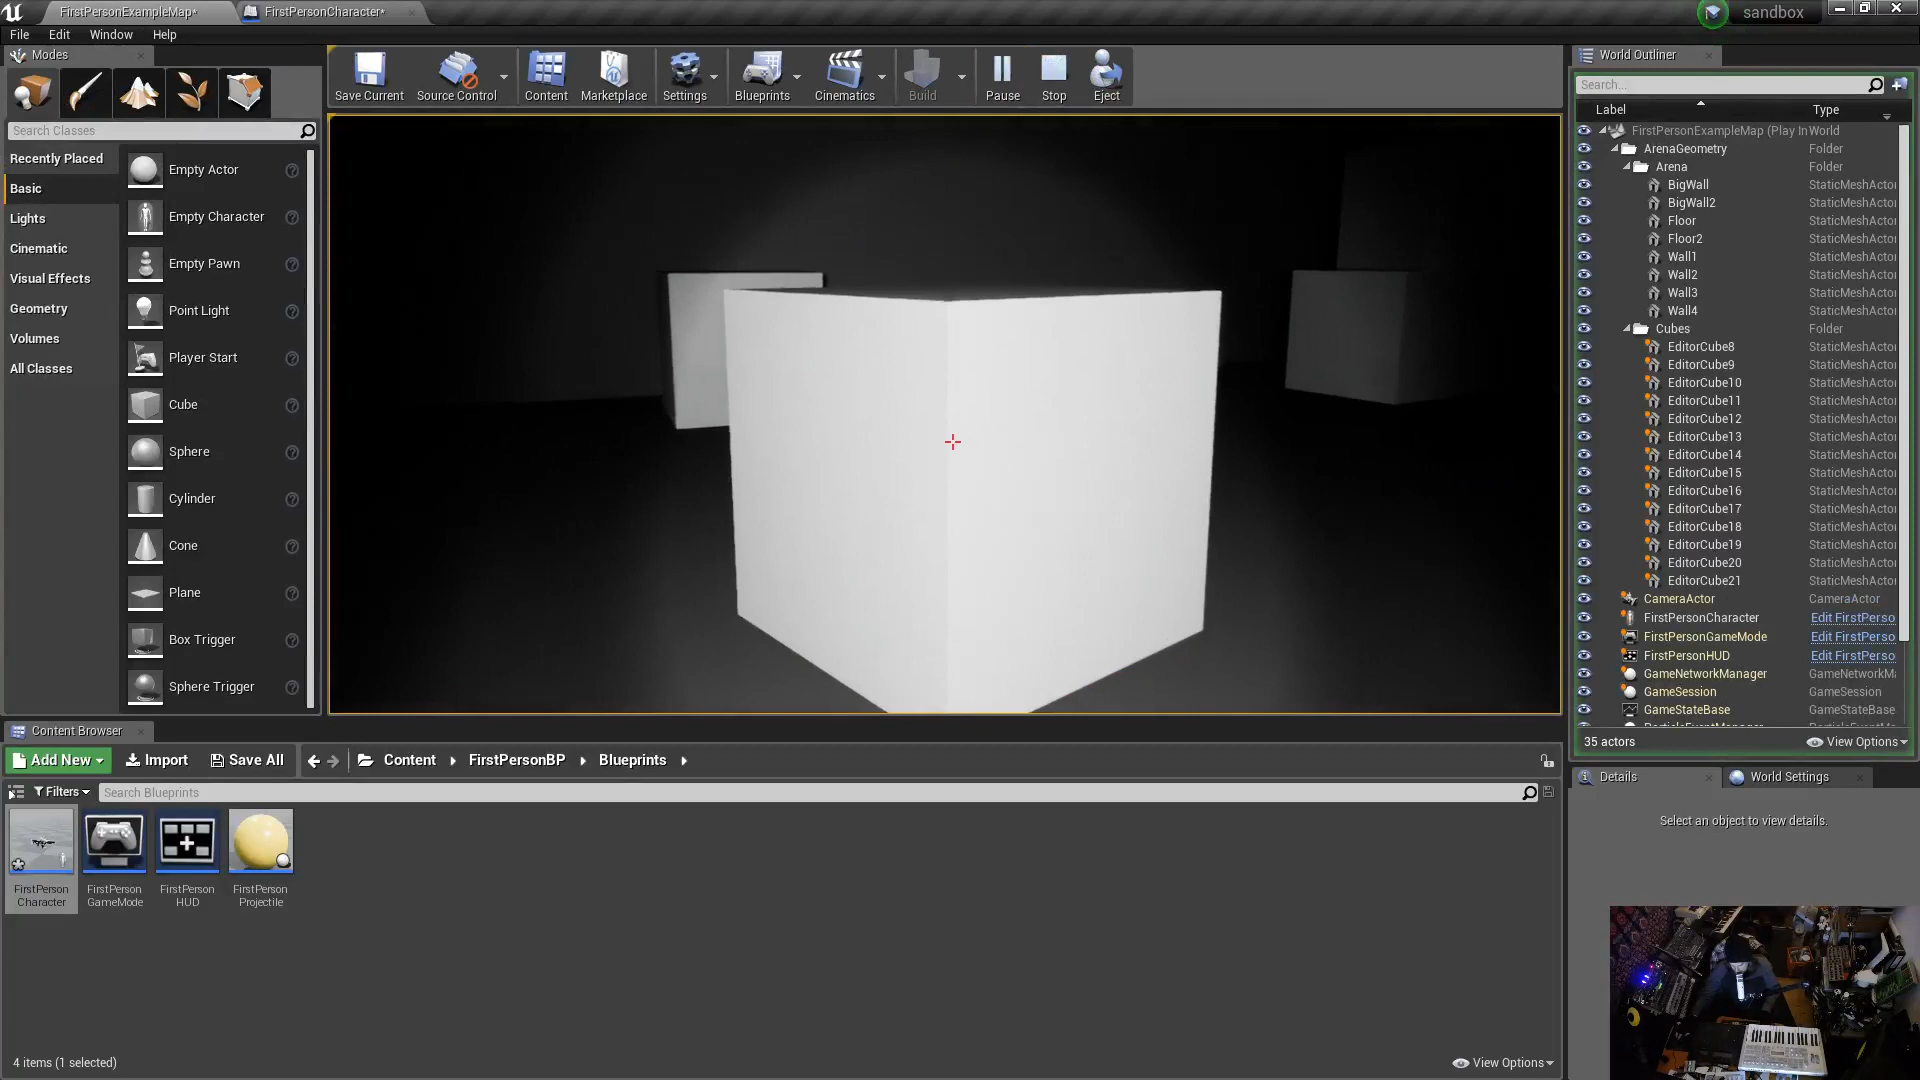 FirstPersonExampleMap*
FirstPersonCharacter*
sandbox
File Edit Window Help
Modes
Search Classes
Recently Placed
Basic
Lights
Cinematic
Visual Effects
Geometry
Volumes
All Classes
Empty Actor
Empty Character
Empty Pawn
Point Light
Player Start
Cube
Sphere
Cylinder
Cone
Plane
Box Trigger
Sphere Trigger
Save Current
Source Control
Content
Marketplace
Settings
Blueprints
Cinematics
Build
Pause
Stop
Eject
World Outliner
Search...
Label Type
FirstPersonExampleMap (Play In World
ArenaGeometry Folder
Arena Folder
BigWall StaticMeshActor
BigWall2 StaticMeshActor
Floor StaticMeshActor
Floor2 StaticMeshActor
Wall1 StaticMeshActor
Wall2 StaticMeshActor
Wall3 StaticMeshActor
Wall4 StaticMeshActor
Cubes Folder
EditorCube8 StaticMeshActor
EditorCube9 StaticMeshActor
EditorCube10 StaticMeshActor
EditorCube11 StaticMeshActor
EditorCube12 StaticMeshActor
EditorCube13 StaticMeshActor
EditorCube14 StaticMeshActor
EditorCube15 StaticMeshActor
EditorCube16 StaticMeshActor
EditorCube17 StaticMeshActor
EditorCube18 StaticMeshActor
EditorCube19 StaticMeshActor
EditorCube20 StaticMeshActor
EditorCube21 StaticMeshActor
CameraActor CameraActor
FirstPersonCharacter Edit FirstPerso
FirstPersonGameMode Edit FirstPerso
FirstPersonHUD Edit FirstPerso
GameNetworkManager GameNetworkMa
GameSession GameSession
GameStateBase GameStateBase
35 actors View Options
Details
World Settings
Select an object to view details.
Content Browser
Add New Import Save All Content FirstPersonBP Blueprints
Filters Search Blueprints
FirstPerson Character
FirstPerson GameMode
FirstPerson HUD
FirstPerson Projectile
4 items (1 selected)
View Options